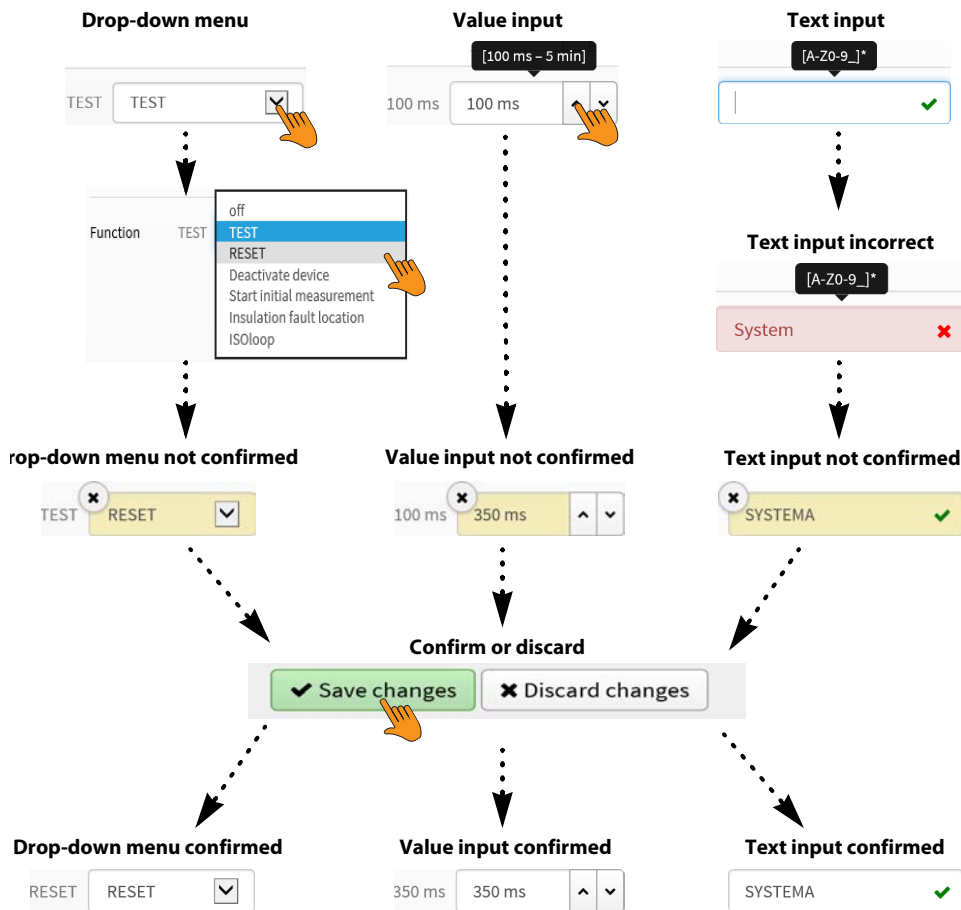 Drop-down menu
Value input
Text input
[100 ms – 5 min]
[A-Z0-9_]*
TEST
TEST
100 ms
100 ms
off
Function
TEST
TEST
RESET
Deactivate device
Start initial measurement
Insulation fault location
ISOloop
Text input incorrect
[A-Z0-9_]*
System
rop-down menu not confirmed
Value input not confirmed
Text input not confirmed
TEST
RESET
100 ms
350 ms
SYSTEMA
Confirm or discard
Save changes
Discard changes
Drop-down menu confirmed
Value input confirmed
Text input confirmed
RESET
RESET
350 ms
350 ms
SYSTEMA